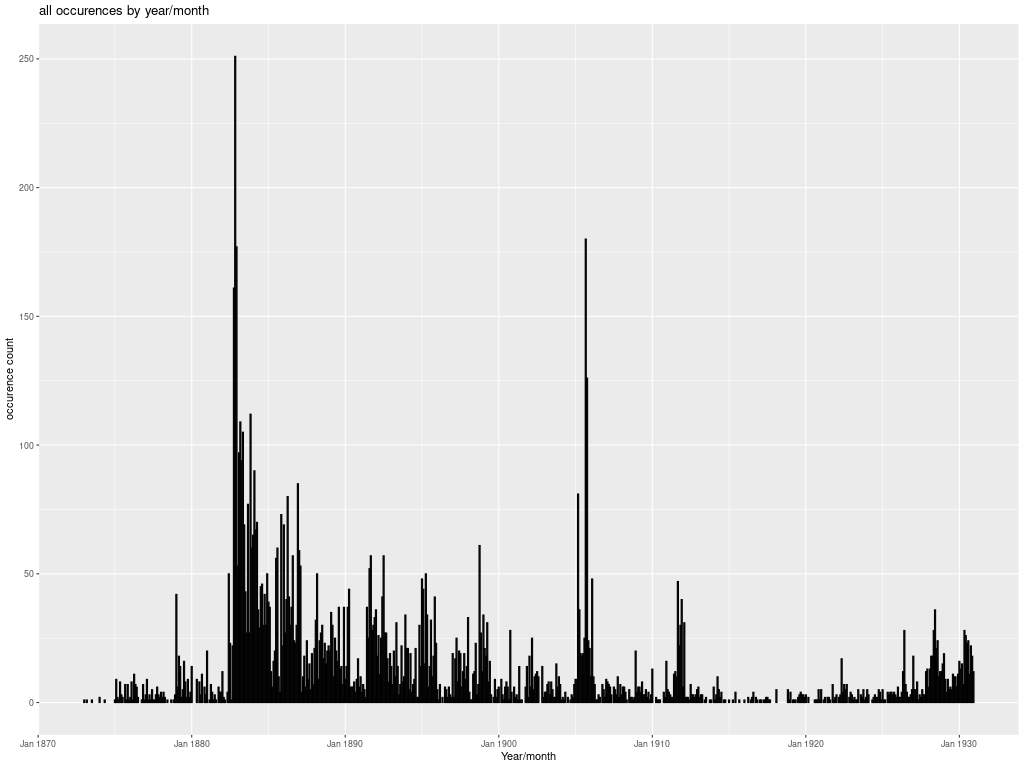 all occurences by year/month
250
200
150
100
50
0
occurence count
Jan 1870 Jan 1880 Jan 1890 Jan 1900 Jan 1910 Jan 1920 Jan 1930
Year/month